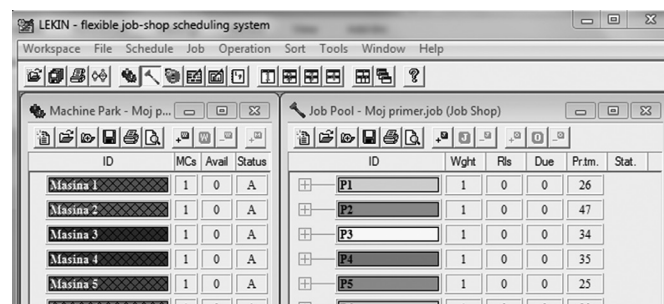 LEKIN - flexible job-shop scheduling system
Workspace File Schedule Job Operation Sort Tools Window Help
Machine Park - Moj p...
ID MCs Avail Status
Masina 1 1 0 A
Masina 2 1 0 A
Masina 3 1 0 A
Masina 4 1 0 A
Masina 5 1 0 A
Job Pool - Moj primer.job (Job Shop)
ID Wght Rls Due Pr.tm. Stat.
P1 1 0 0 26
P2 1 0 0 47
P3 1 0 0 34
P4 1 0 0 35
P5 1 0 0 25